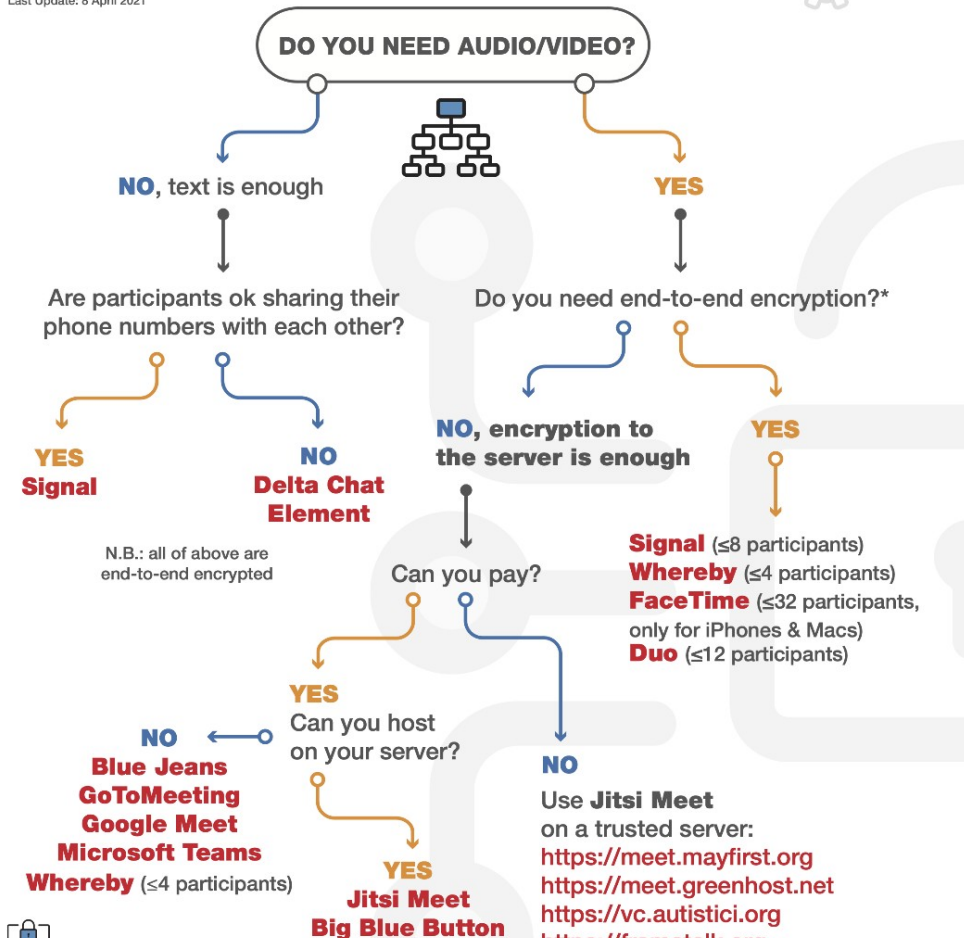 Last Update: 8 April 2021
DO YOU NEED AUDIO/VIDEO?
NO, text is enough
YES
Are participants ok sharing their
phone numbers with each other?
Do you need end-to-end encryption?*
YES
Signal
NO
Delta Chat
Element
N.B.: all of above are
end-to-end encrypted
NO, encryption to
the server is enough
YES
Signal (≤8 participants)
Whereby (≤4 participants)
FaceTime (≤32 participants,
only for iPhones & Macs)
Duo (≤12 participants)
Can you pay?
YES
Can you host
on your server?
NO
Blue Jeans
GoToMeeting
Google Meet
Microsoft Teams
Whereby (≤4 participants)
YES
Jitsi Meet
Big Blue Button
NO
Use Jitsi Meet
on a trusted server:
https://meet.mayfirst.org
https://meet.greenhost.net
https://vc.autistici.org